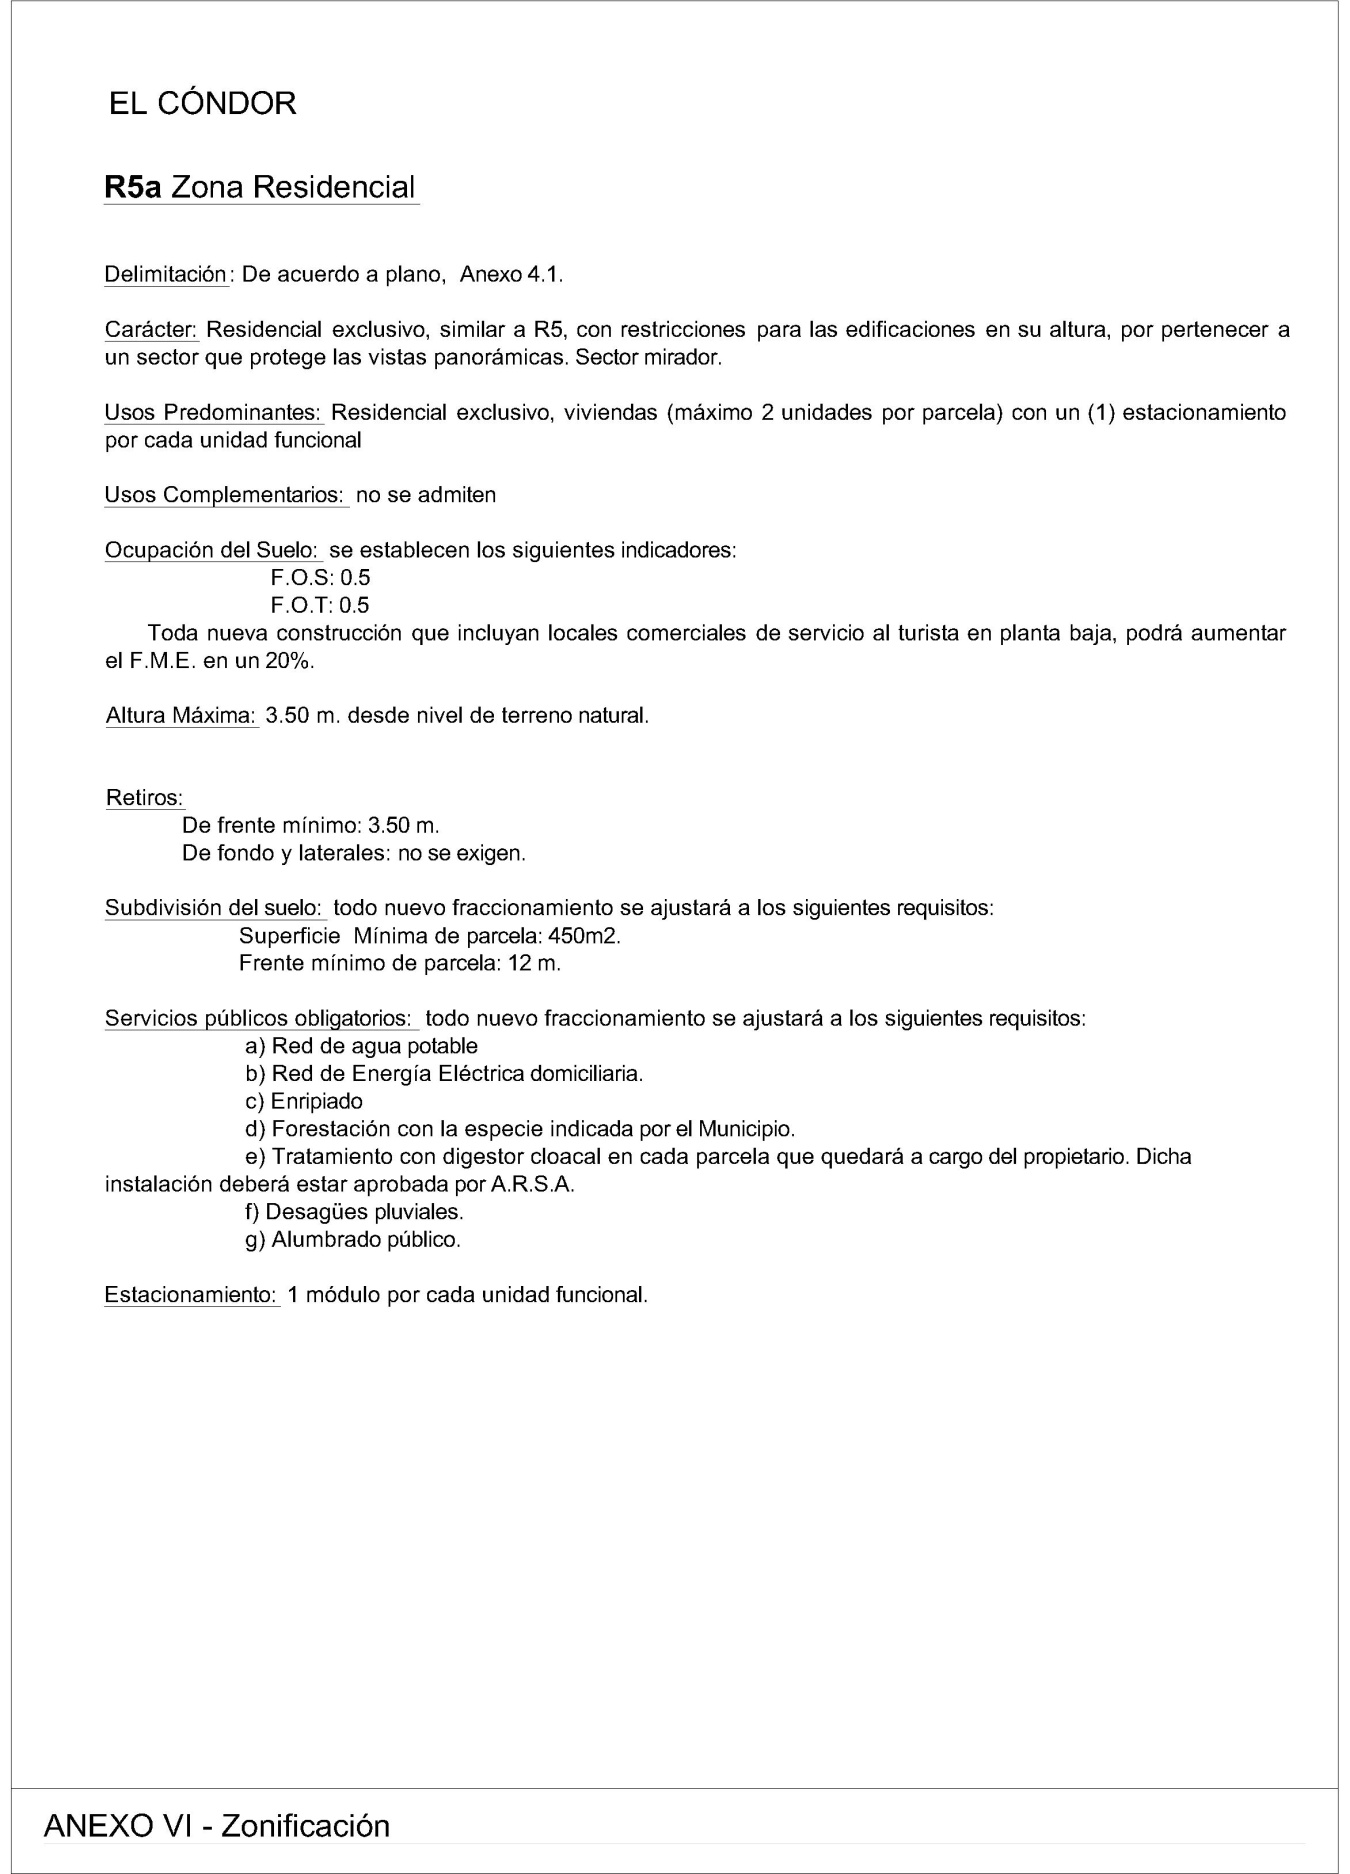 EL CÓNDOR
R5a Zona Residencial
Delimitación: De acuerdo a plano, Anexo 4.1.
Carácter: Residencial exclusivo, similar a R5, con restricciones para las edificaciones en su altura, por pertenecer a
un sector que protege las vistas panorámicas. Sector mirador.
Usos Predominantes: Residencial exclusivo, viviendas (máximo 2 unidades por parcela) con un (1) estacionamiento
por cada unidad funcional
Usos Complementarios: no se admiten
Ocupación del Suelo: se establecen los siguientes indicadores:
F.O.S: 0.5
F.O.T: 0.5
Toda nueva construcción que incluyan locales comerciales de servicio al turista en planta baja, podrá aumentar
el F.M.E. en un 20%.
Altura Máxima: 3.50 m. desde nivel de terreno natural.
Retiros:
De frente mínimo: 3.50 m.
De fondo y laterales: no se exigen.
Subdivisión del suelo: todo nuevo fraccionamiento se ajustará a los siguientes requisitos:
Superficie Mínima de parcela: 450m2.
Frente mínimo de parcela: 12 m.
Servicios públicos obligatorios: todo nuevo fraccionamiento se ajustará a los siguientes requisitos:
a) Red de agua potable
b) Red de Energía Eléctrica domiciliaria.
c) Enripiado
d) Forestación con la especie indicada por el Municipio.
e) Tratamiento con digestor cloacal en cada parcela que quedará a cargo del propietario. Dicha
instalación deberá estar aprobada por A.R.S.A.
f) Desagües pluviales.
g) Alumbrado público.
Estacionamiento: 1 módulo por cada unidad funcional.
ANEXO VI - Zonificación